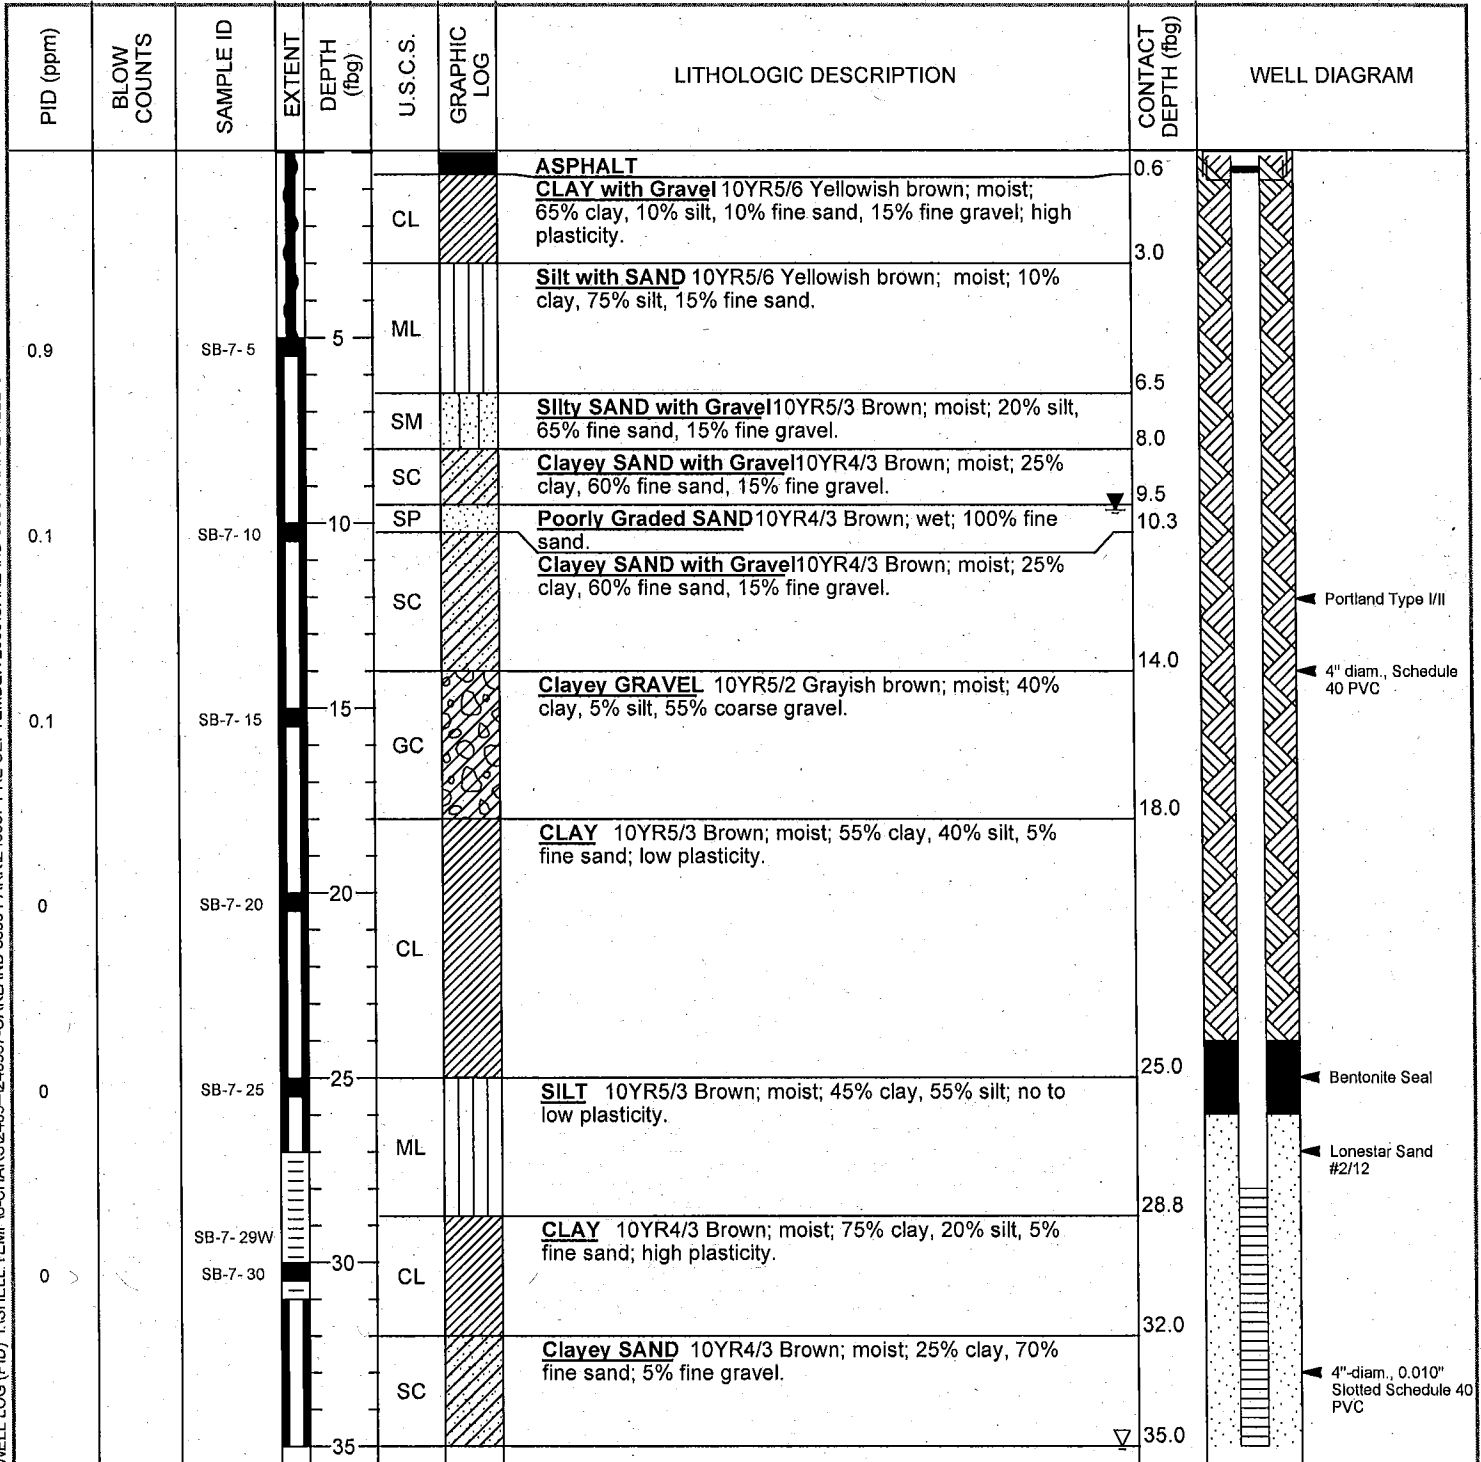 PID (ppm)
BLOW
COUNTS
SAMPLE ID
EXTENT
DEPTH
(fbg)
U.S.C.S.
GRAPHIC
LOG
LITHOLOGIC DESCRIPTION
CONTACT
DEPTH (fbg)
WELL DIAGRAM
ASPHALT
0.6
CLAY with Gravel 10YR5/6 Yellowish brown; moist;
65% clay, 10% silt, 10% fine sand, 15% fine gravel; high
plasticity.
CL
3.0
Silt with SAND 10YR5/6 Yellowish brown; moist; 10%
clay, 75% silt, 15% fine sand.
ML
5
0.9
SB-7-5
6.5
Silty SAND with Gravel 10YR5/3 Brown; moist; 20% silt,
65% fine sand, 15% fine gravel.
SM
8.0
Clayey SAND with Gravel 10YR4/3 Brown; moist; 25%
clay, 60% fine sand, 15% fine gravel.
SC
9.5
SP
Poorly Graded SAND 10YR4/3 Brown; wet; 100% fine
sand.
10
10.3
0.1
SB-7-10
Clayey SAND with Gravel 10YR4/3 Brown; moist; 25%
clay, 60% fine sand, 15% fine gravel.
SC
Portland Type I/II
14.0
4" diam., Schedule
40 PVC
Clayey GRAVEL 10YR5/2 Grayish brown; moist; 40%
clay, 5% silt, 55% coarse gravel.
15
0.1
SB-7-15
GC
18.0
CLAY 10YR5/3 Brown; moist; 55% clay, 40% silt, 5%
fine sand; low plasticity.
20
0
SB-7-20
CL
25.0
25
0
SB-7-25
Bentonite Seal
SILT 10YR5/3 Brown; moist; 45% clay, 55% silt; no to
low plasticity.
ML
Lonestar Sand
#2/12
28.8
CLAY 10YR4/3 Brown; moist; 75% clay, 20% silt, 5%
fine sand; high plasticity.
SB-7-29W
30
0
SB-7-30
CL
32.0
Clayey SAND 10YR4/3 Brown; moist; 25% clay, 70%
fine sand; 5% fine gravel.
SC
4"-diam., 0.010"
Slotted Schedule 40
PVC
35
35.0
WELL LOG (PID)